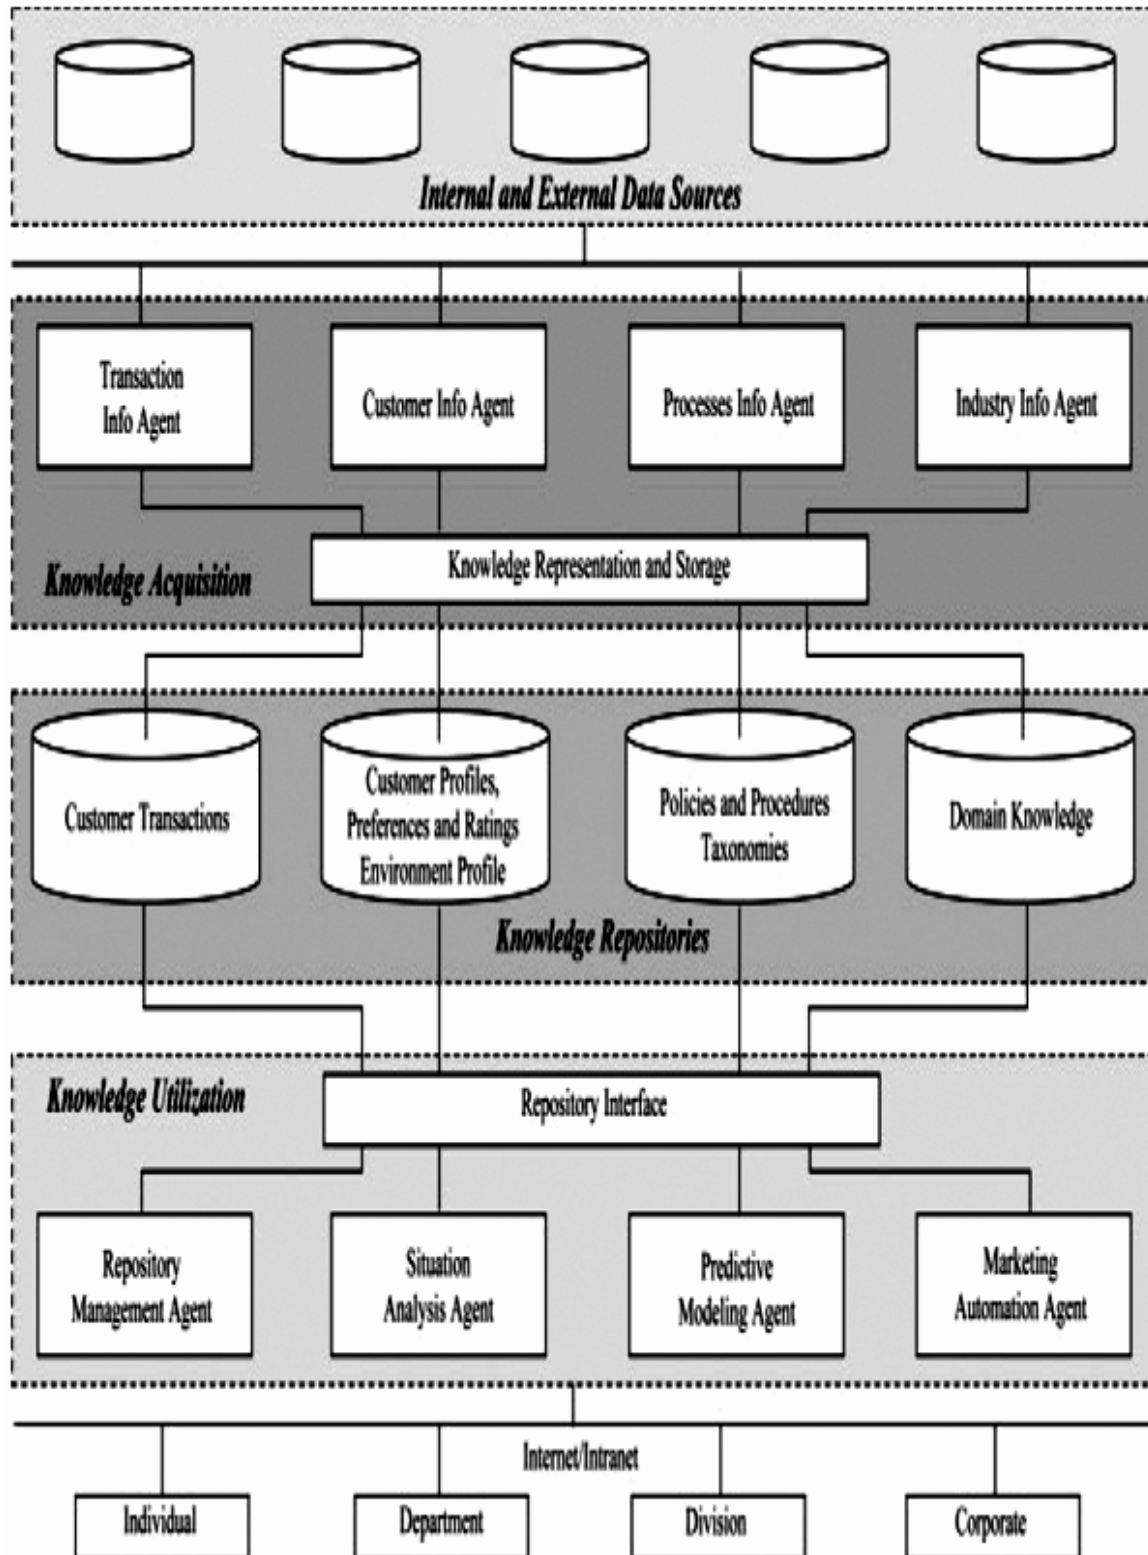 Internal and External Data Sources
Transaction
Info Agent
Customer Info Agent
Processes Info Agent
Industry Info Agent
Knowledge Representation and Storage
Knowledge Acquisition
Customer Transactions
Customer Profiles,
Preferences and Ratings
Environment Profile
Policies and Procedures
Taxonomies
Domain Knowledge
Knowledge Repositories
Knowledge Utilization
Repository Interface
Repository
Management Agent
Situation
Analysis Agent
Predictive
Modeling Agent
Marketing
Automation Agent
Internet/Intranet
Individual
Department
Division
Corporate